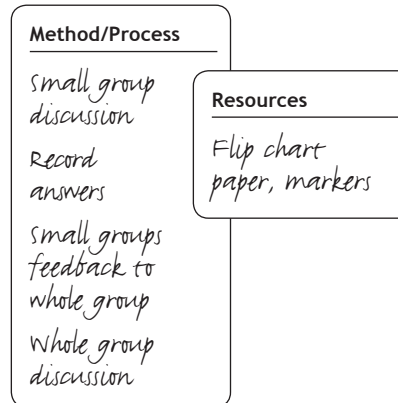 Method/Process
Small group
discussion
Record
answers
Small groups
feedback to
whole group
Whole group
discussion
Resources
Flip chart
paper, markers